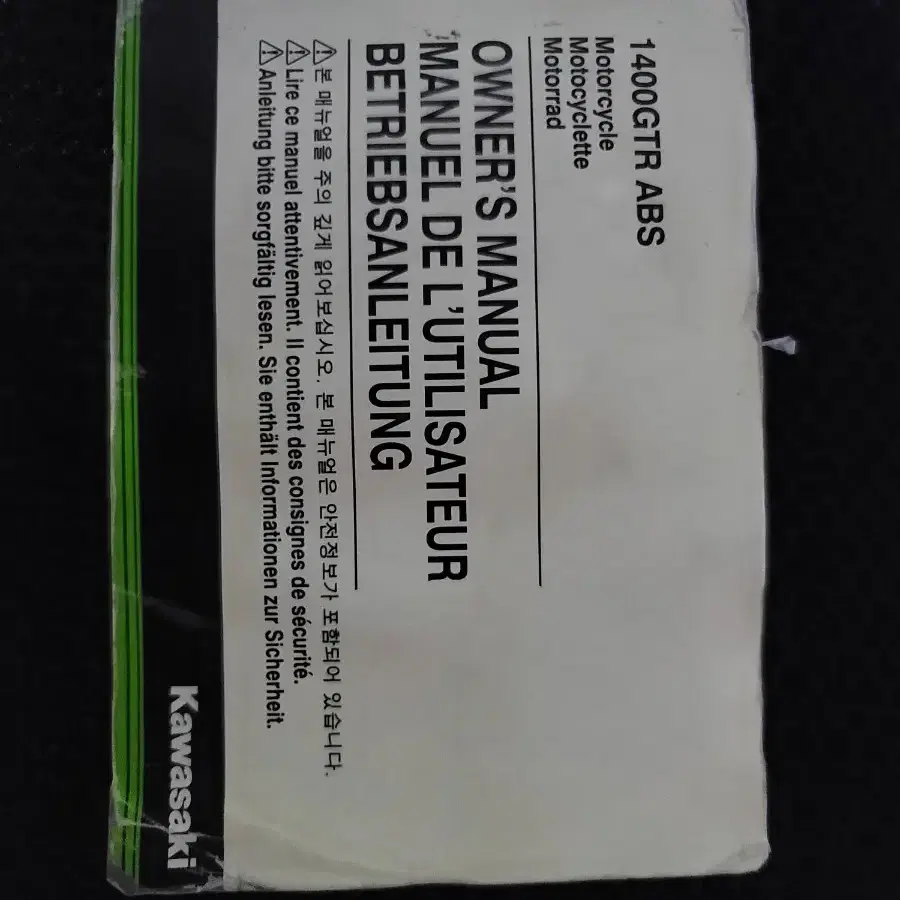 1400GTR ABS
Motorcycle
Motocyclette
Motorrad
OWNER'S MANUAL
MANUEL DE L'UTILISATEUR
BETRIEBSANLEITUNG
⚠본 매뉴얼을 주의 깊게 읽어보십시오. 본 매뉴얼은 안전정보가 포함되어 있습니다.
⚠Lire ce manuel attentivement. Il contient des consignes de sécurité.
⚠Anleitung bitte sorgfältig lesen. Sie enthält Informationen zur Sicherheit.
Kawasaki